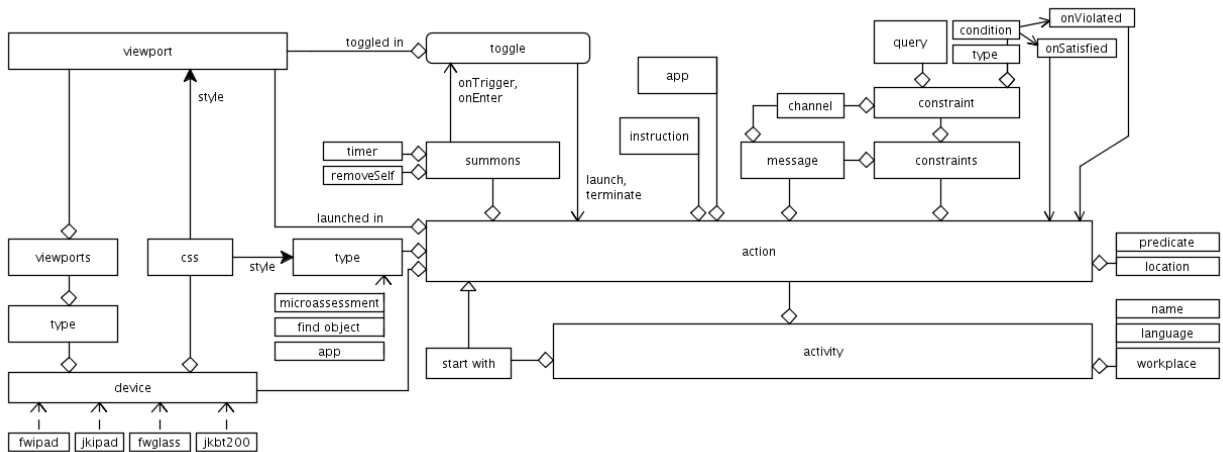 onViolated
condition
onSatisfied
query
type
viewport
toggled in
toggle
app
onTrigger,
onEnter
style
channel
constraint
instruction
timer
removeSelf
summons
message
constraints
launch,
terminate
launched in
viewports
css
style
type
action
predicate
location
microassessment
find object
app
type
name
language
workplace
start with
activity
device
fwipad
jkipad
fwglass
jkbt200